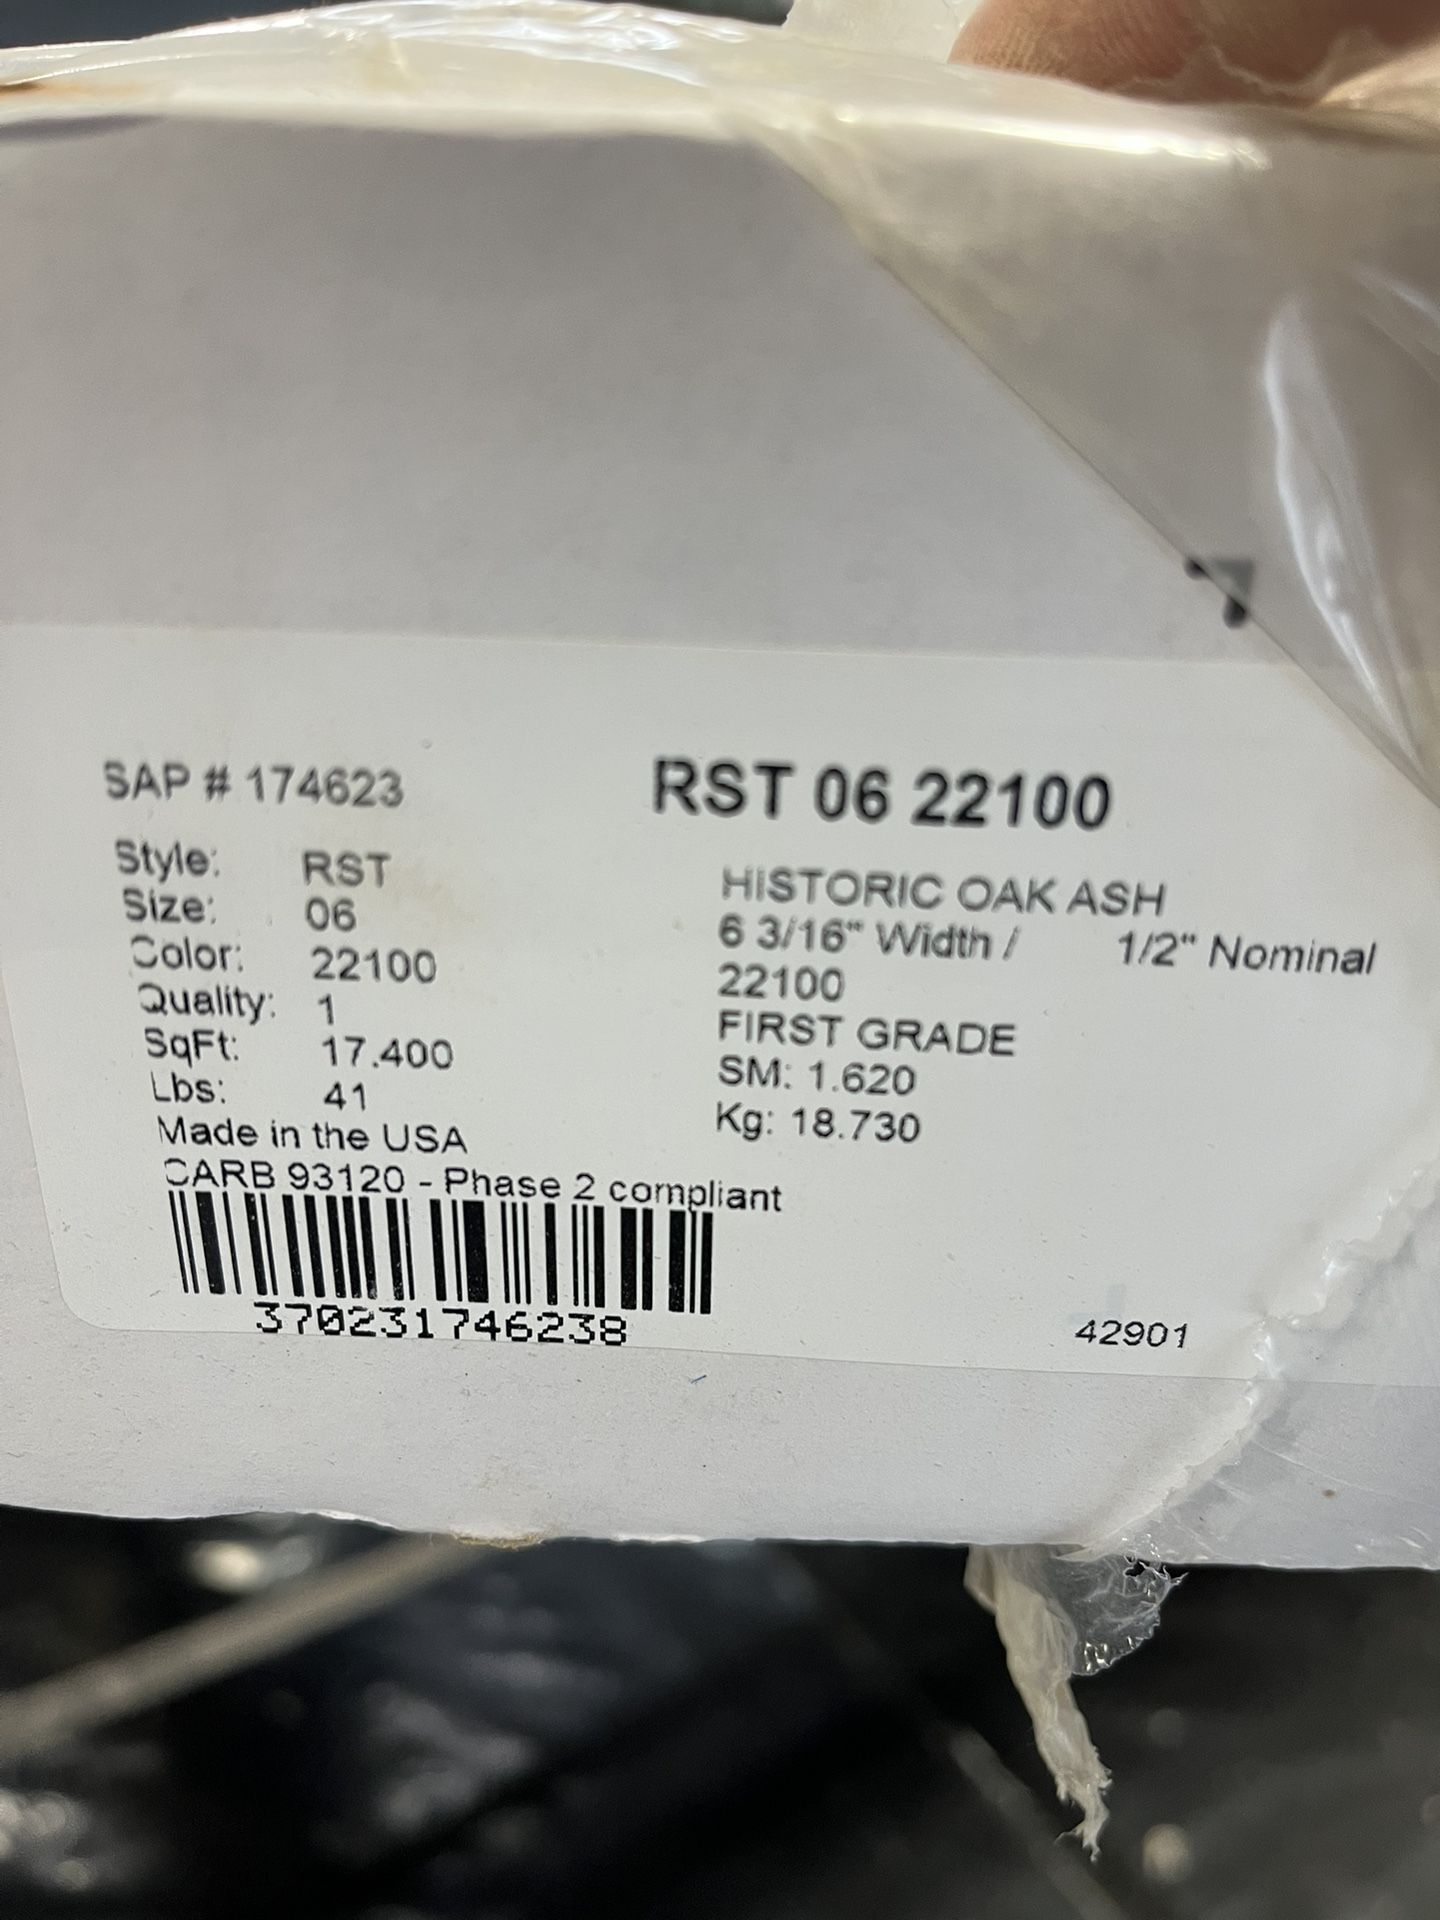 SAP # 174623
RST 06 22100
Style: RST
Size: 06
Color: 22100
Quality: 1
SqFt: 17.400
Lbs: 41
Made in the USA
CARB 93120 - Phase 2 compliant
370231746238
HISTORIC OAK ASH
6 3/16" Width / 1/2" Nominal
22100
FIRST GRADE
SM: 1.620
Kg: 18.730
42901